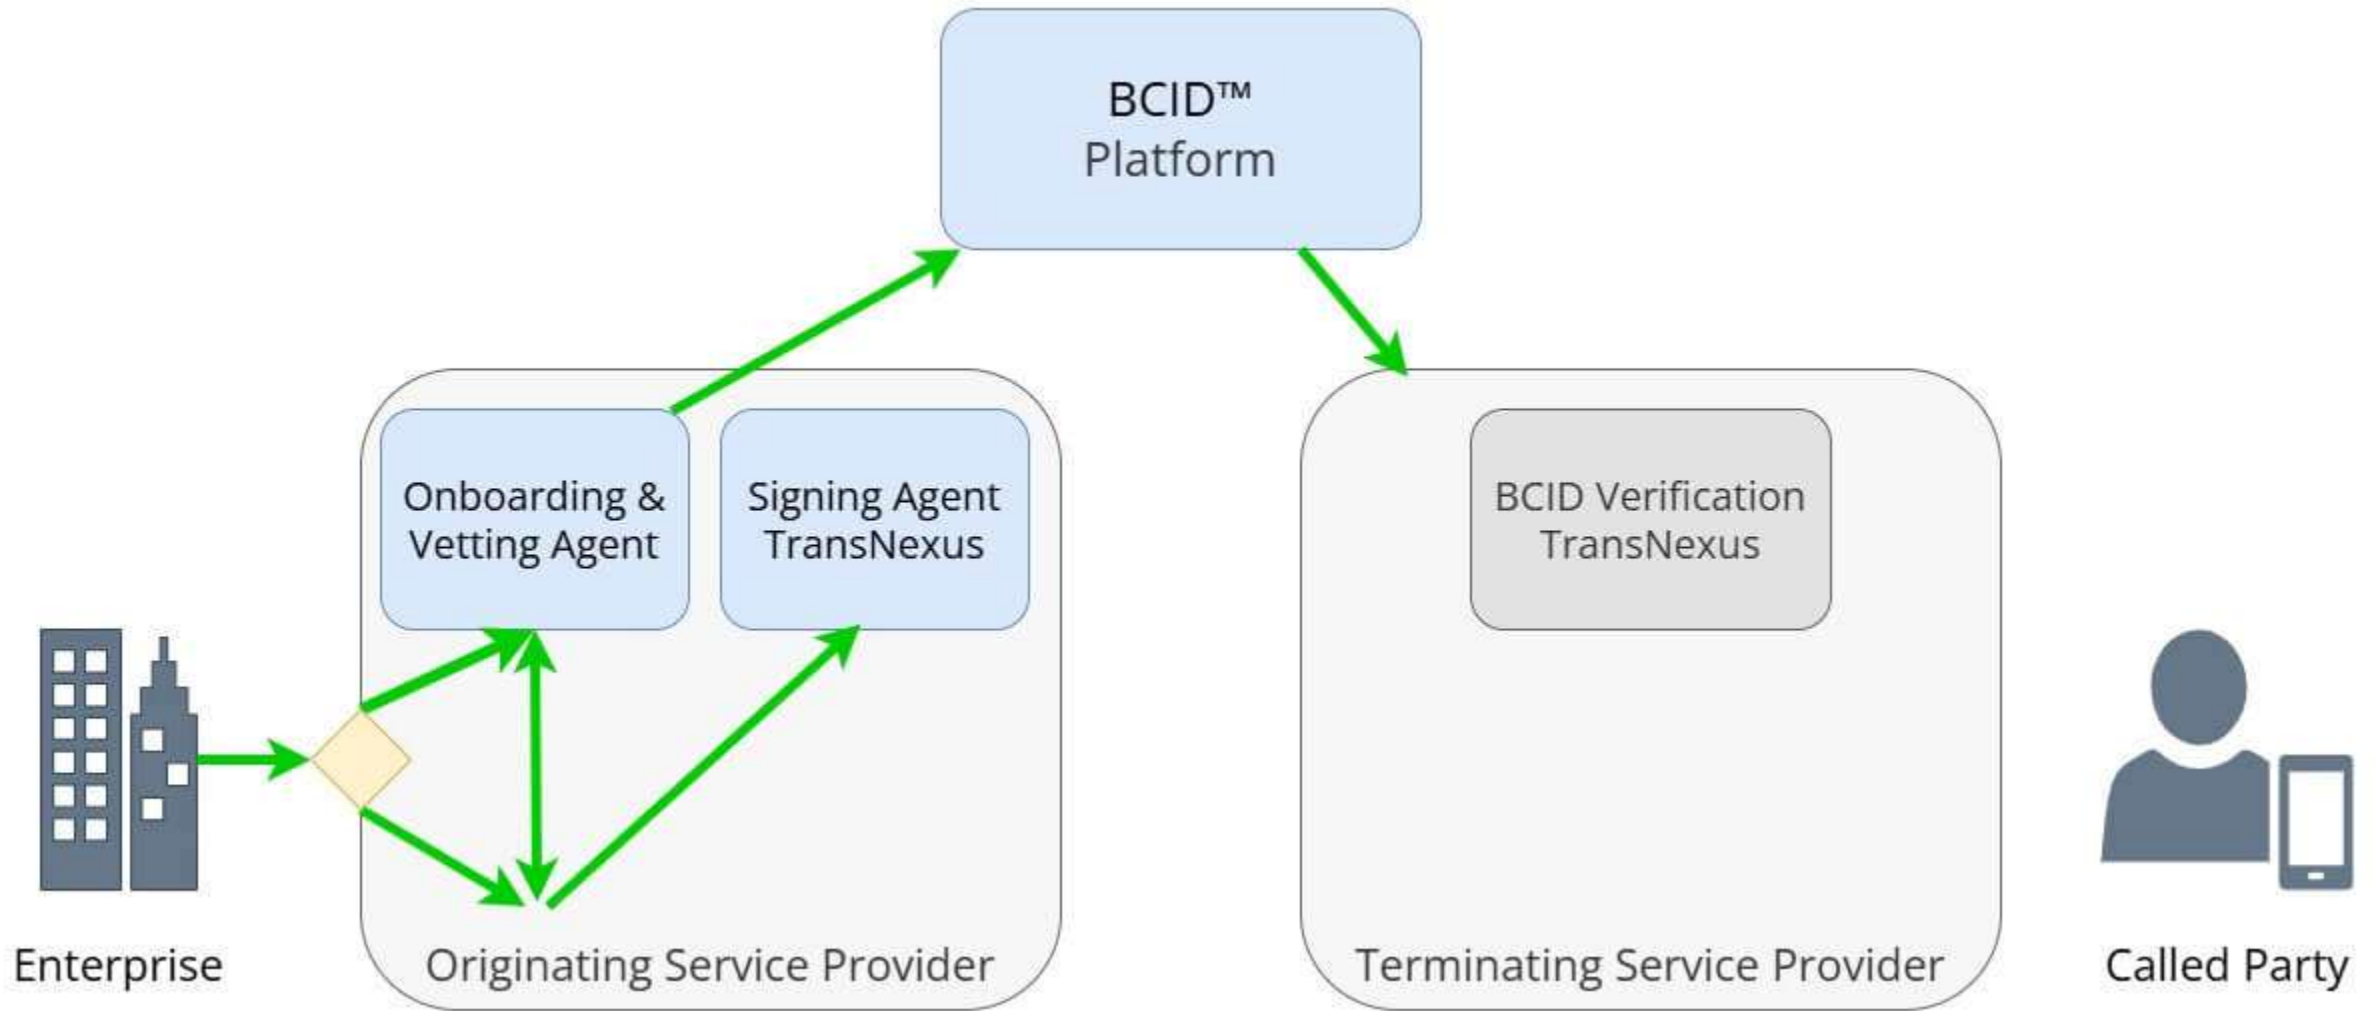 BCID™
Platform
Onboarding &
Vetting Agent
Signing Agent
TransNexus
BCID Verification
TransNexus
Enterprise
Originating Service Provider
Terminating Service Provider
Called Party